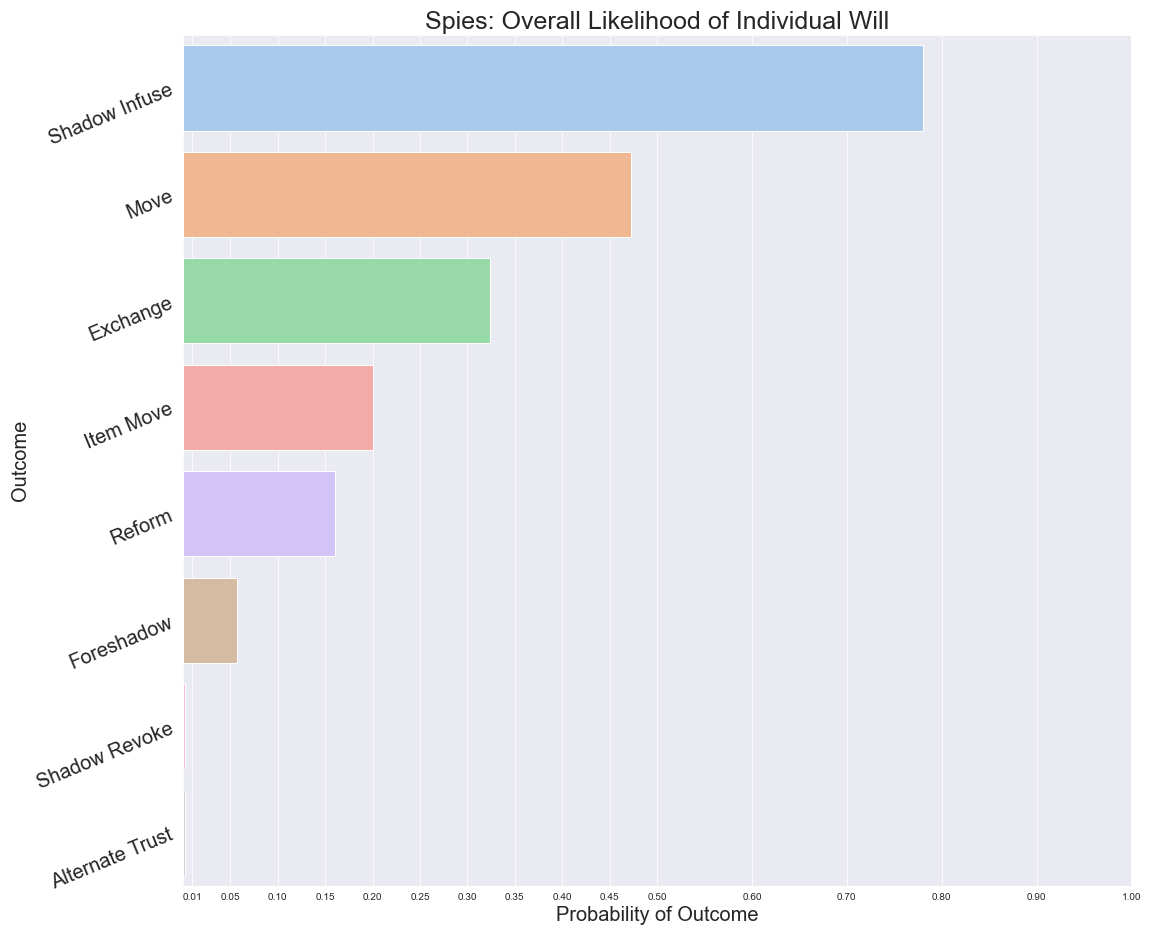 Spies: Overall Likelihood of Individual Will
Shadow Infuse
Move
Exchange
Item Move
Reform
Foreshadow
Shadow Revoke
Alternate Trust
Outcome
0.01 0.05 0.10 0.15 0.20 0.25 0.30 0.35 0.40 0.45 0.50 0.60 0.70 0.80 0.90 1.00
Probability of Outcome